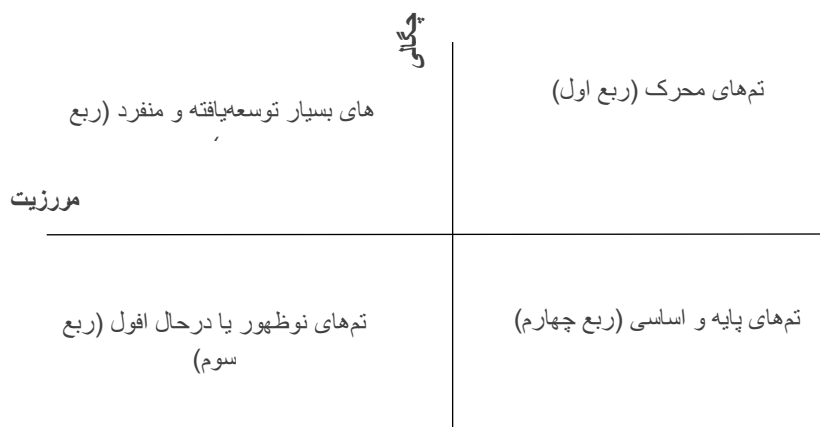 چگالی
تم‌های محرک (ربع اول)
های بسیار توسعه‌یافته و منفرد (ربع
مررزیت
تم‌های نوظهور یا درحال افول (ربع
سوم)
تم‌های پایه و اساسی (ربع چهارم)